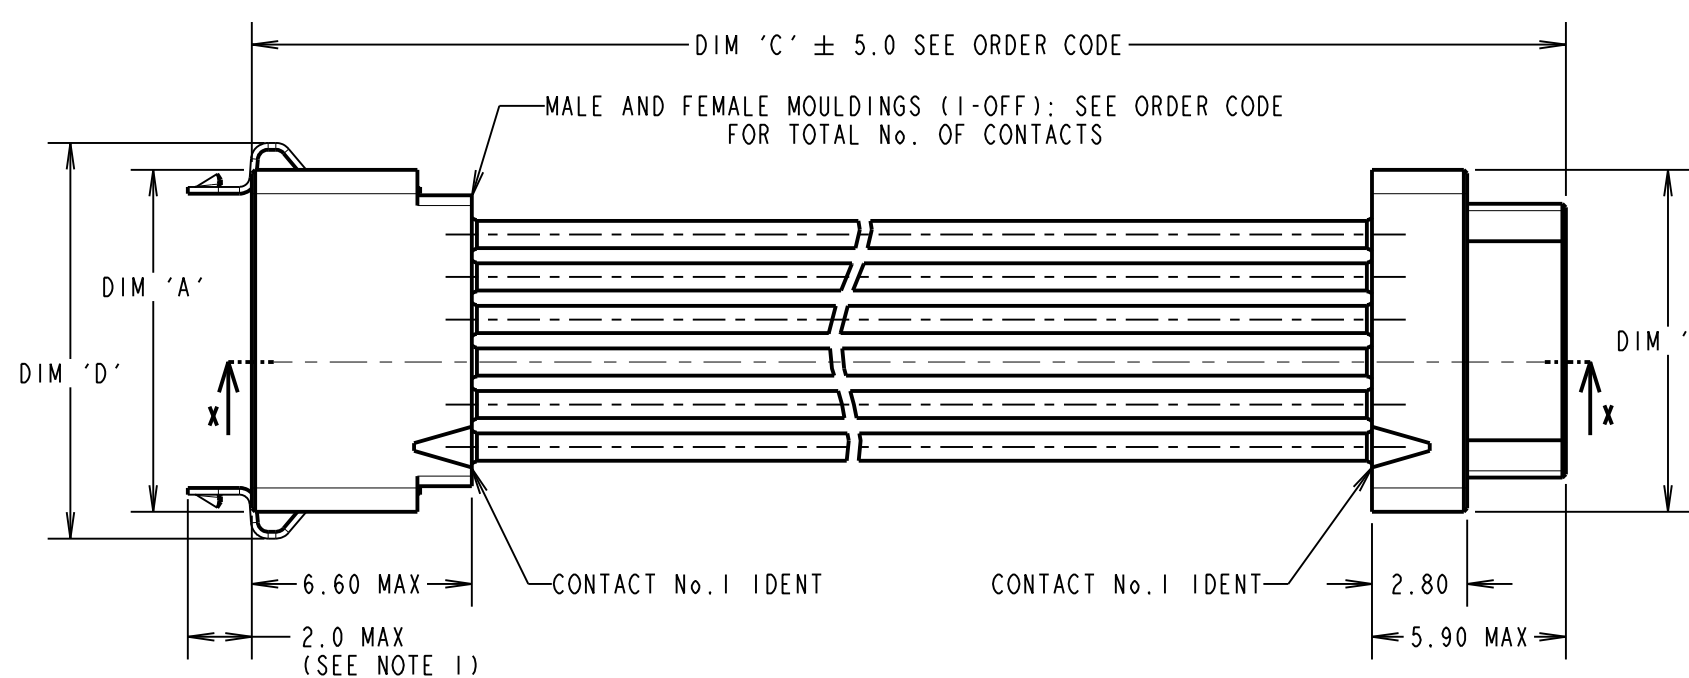 DIM 'C' ± 5.0 SEE ORDER CODE
MALE AND FEMALE MOULDINGS (1-OFF): SEE ORDER CODE
FOR TOTAL No. OF CONTACTS
DIM 'A'
DIM 'D'
DIM '
X
X
6.60 MAX
CONTACT No.1 IDENT
CONTACT No.1 IDENT
2.80
2.0 MAX
(SEE NOTE 1)
5.90 MAX